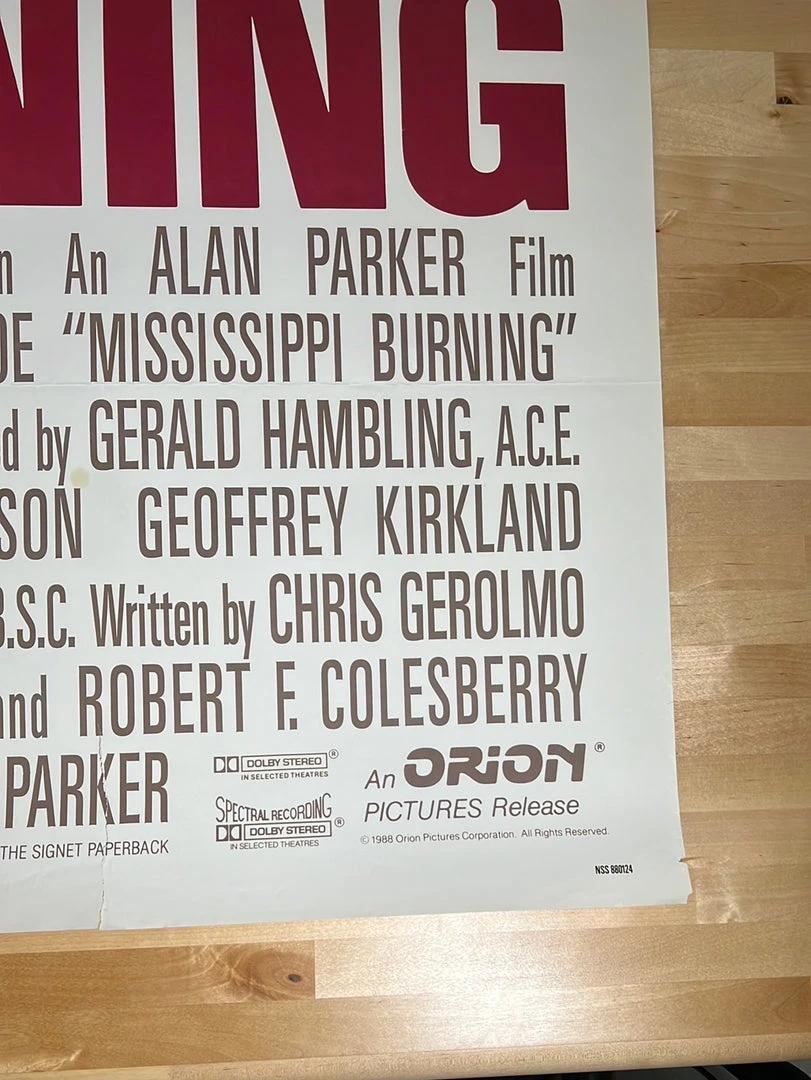 NING
n An ALAN PARKER Film
OE “MISSISSIPPI BURNING”
d by GERALD HAMBLING, A.C.E.
SON GEOFFREY KIRKLAND
B.S.C. Written by CHRIS GEROLMO
and ROBERT F. COLESBERRY
PARKER
THE SIGNET PAPERBACK
DOLBY STEREO ®
IN SELECTED THEATRES
SPECTRAL RECORDING
DOLBY STEREO ®
IN SELECTED THEATRES
An ORION ®
PICTURES Release
© 1988 Orion Pictures Corporation. All Rights Reserved.
NSS 880124